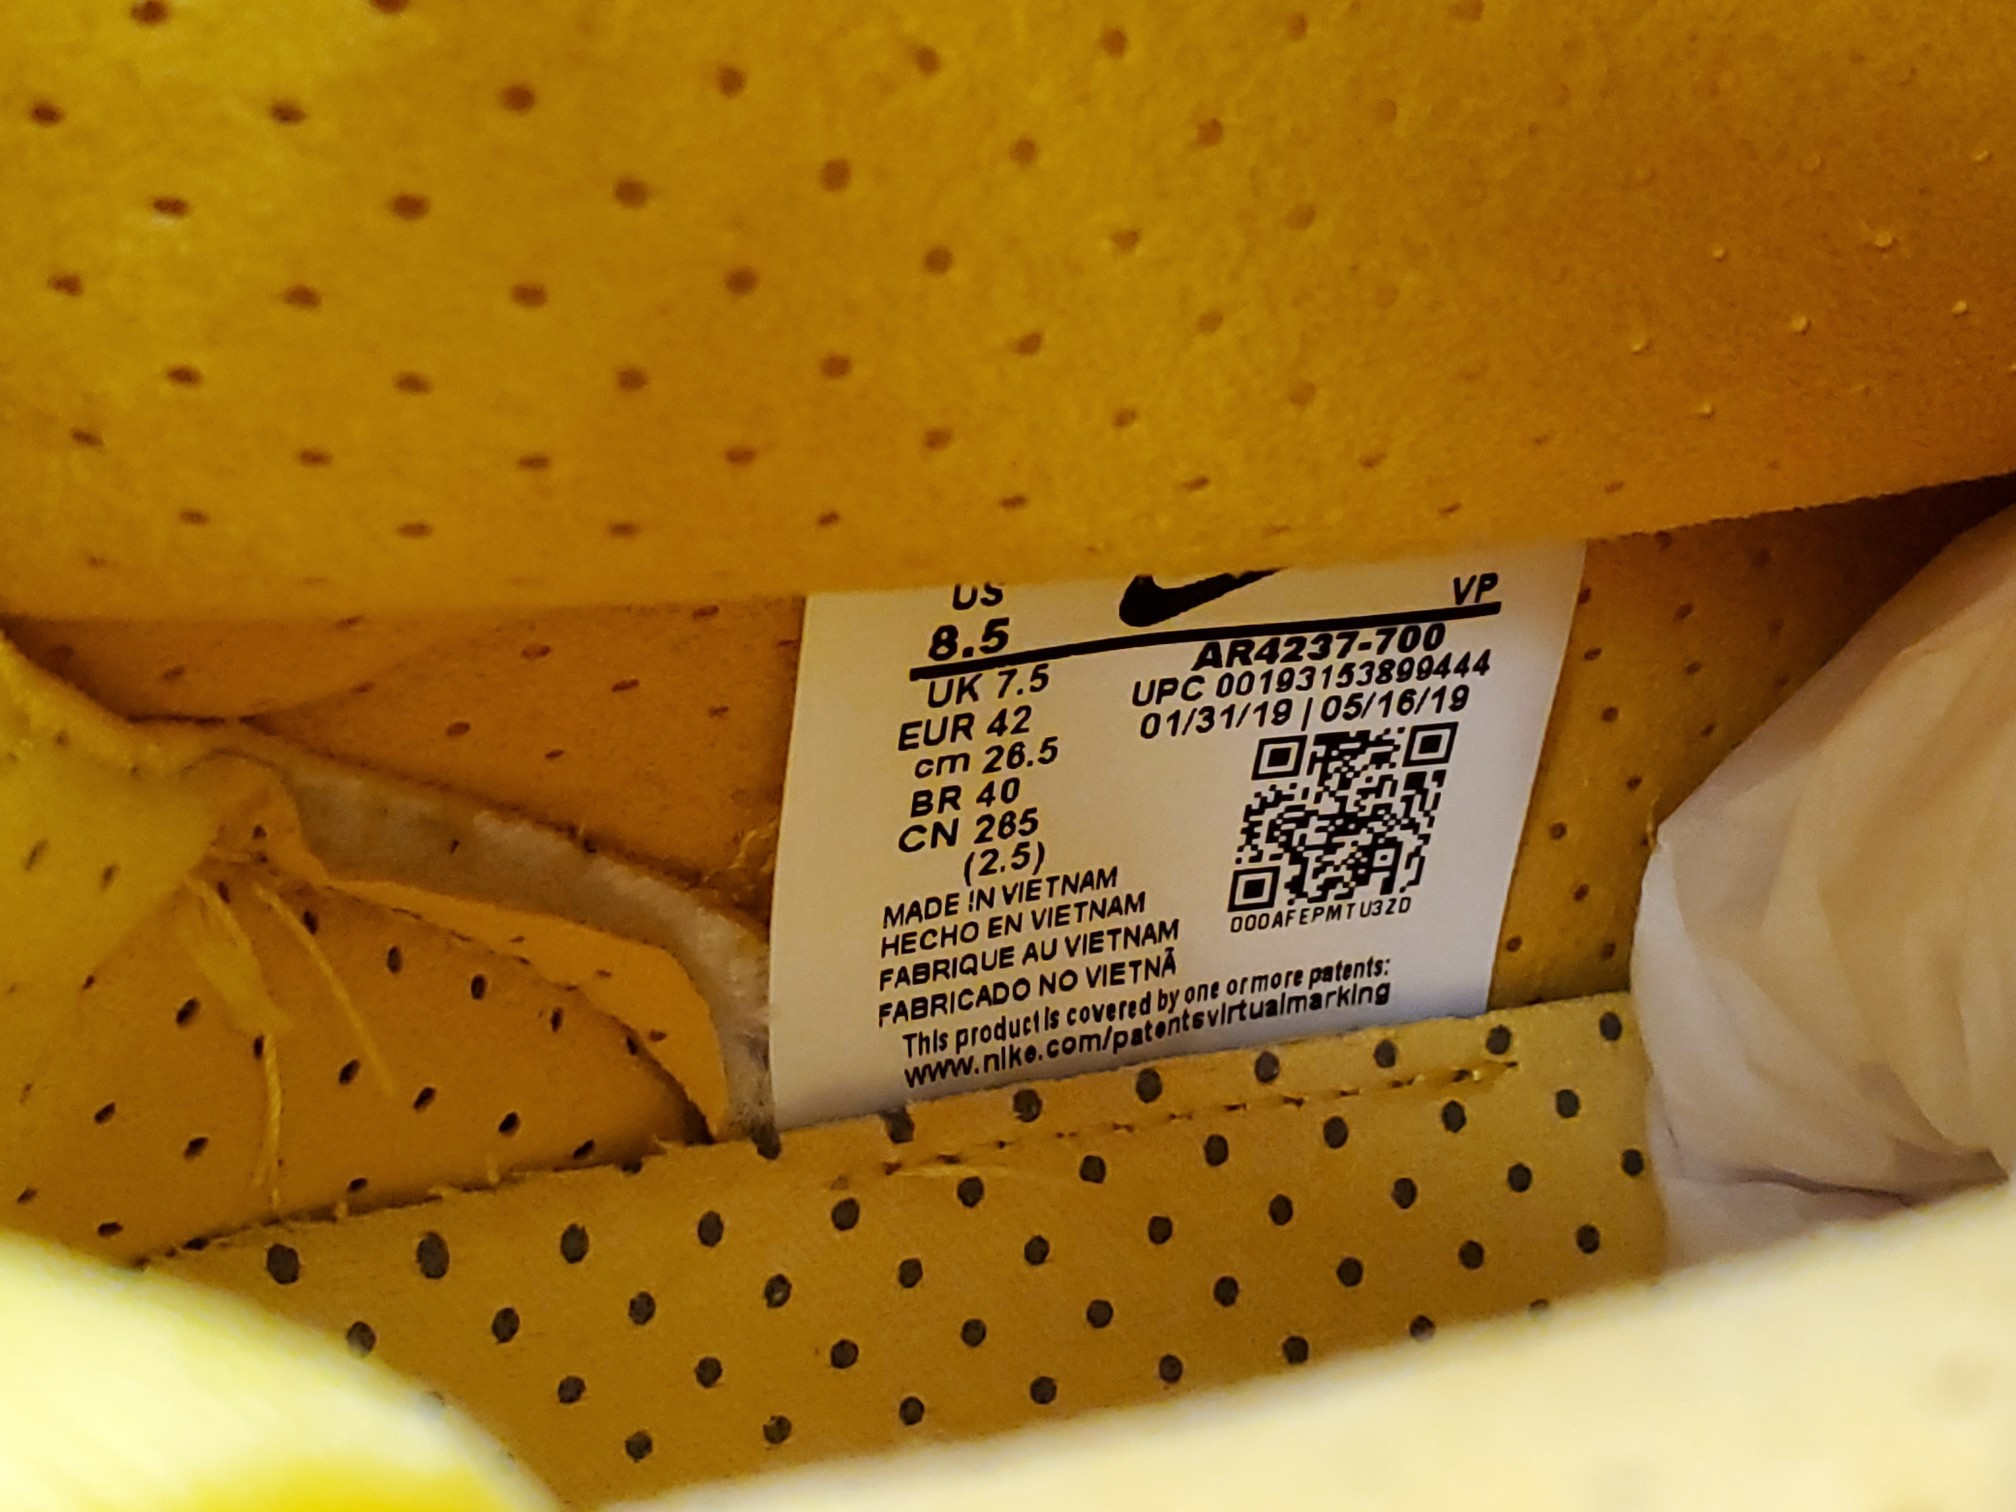 US
8.5
VP
UK 7.5
EUR 42
cm 26.5
BR 40
CN 265
(2.5)
AR4237-700
UPC 00193153899444
01/31/19 | 05/16/19
D00AFEPMTU3ZD
MADE IN VIETNAM
HECHO EN VIETNAM
FABRIQUE AU VIETNAM
FABRICADO NO VIETNÃ
This product is covered by one or more patents:
www.nike.com/patentsvirtualmarking